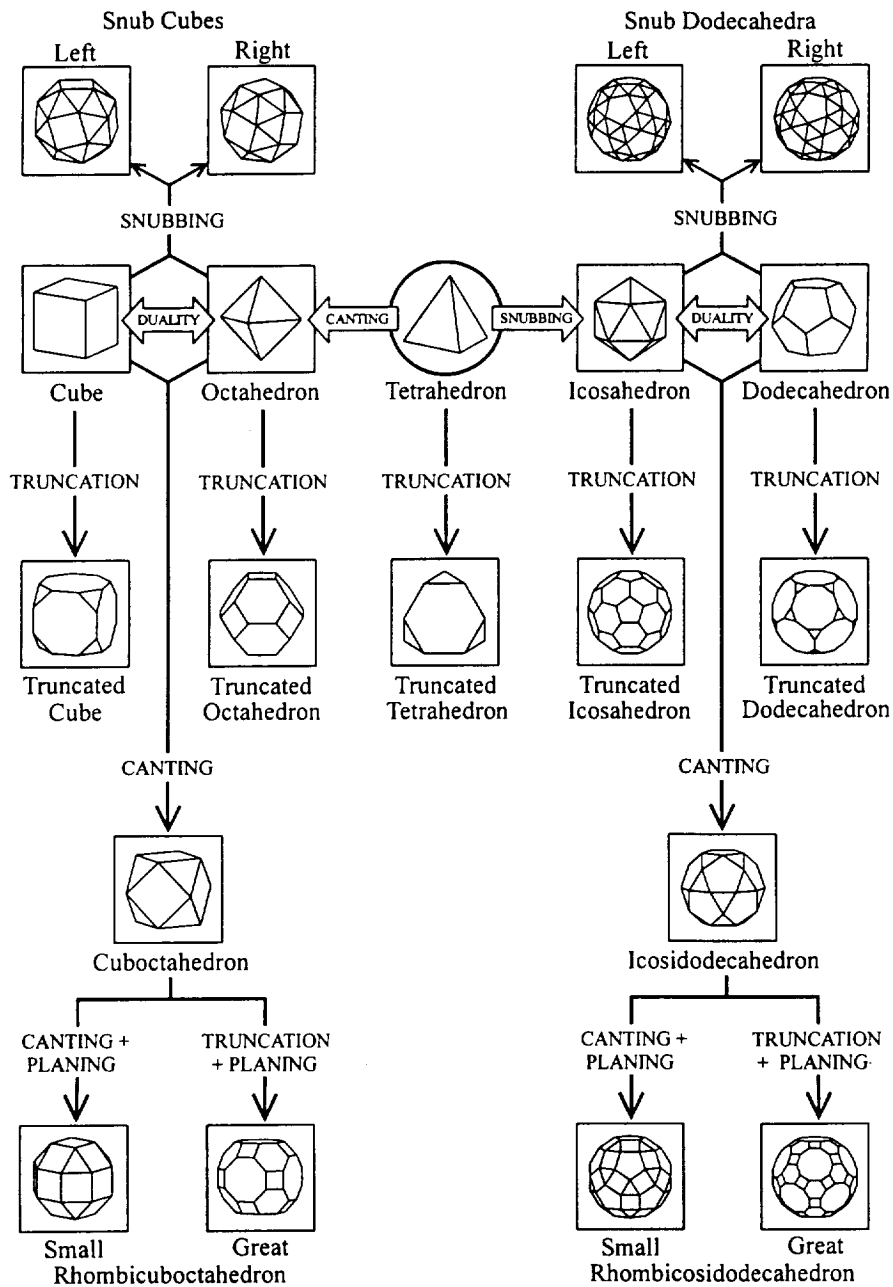 Snub Cubes
Snub Dodecahedra
Left
Right
Left
Right
SNUBBING
SNUBBING
DUALITY
CANTING
SNUBBING
DUALITY
Cube
Octahedron
Tetrahedron
Icosahedron
Dodecahedron
TRUNCATION
TRUNCATION
TRUNCATION
TRUNCATION
TRUNCATION
Truncated
Cube
Truncated
Octahedron
Truncated
Tetrahedron
Truncated
Icosahedron
Truncated
Dodecahedron
CANTING
CANTING
Cuboctahedron
Icosidodecahedron
CANTING +
PLANING
TRUNCATION
+ PLANING
CANTING +
PLANING
TRUNCATION
+ PLANING
Small
Great
Rhombicuboctahedron
Small
Great
Rhombicosidodecahedron